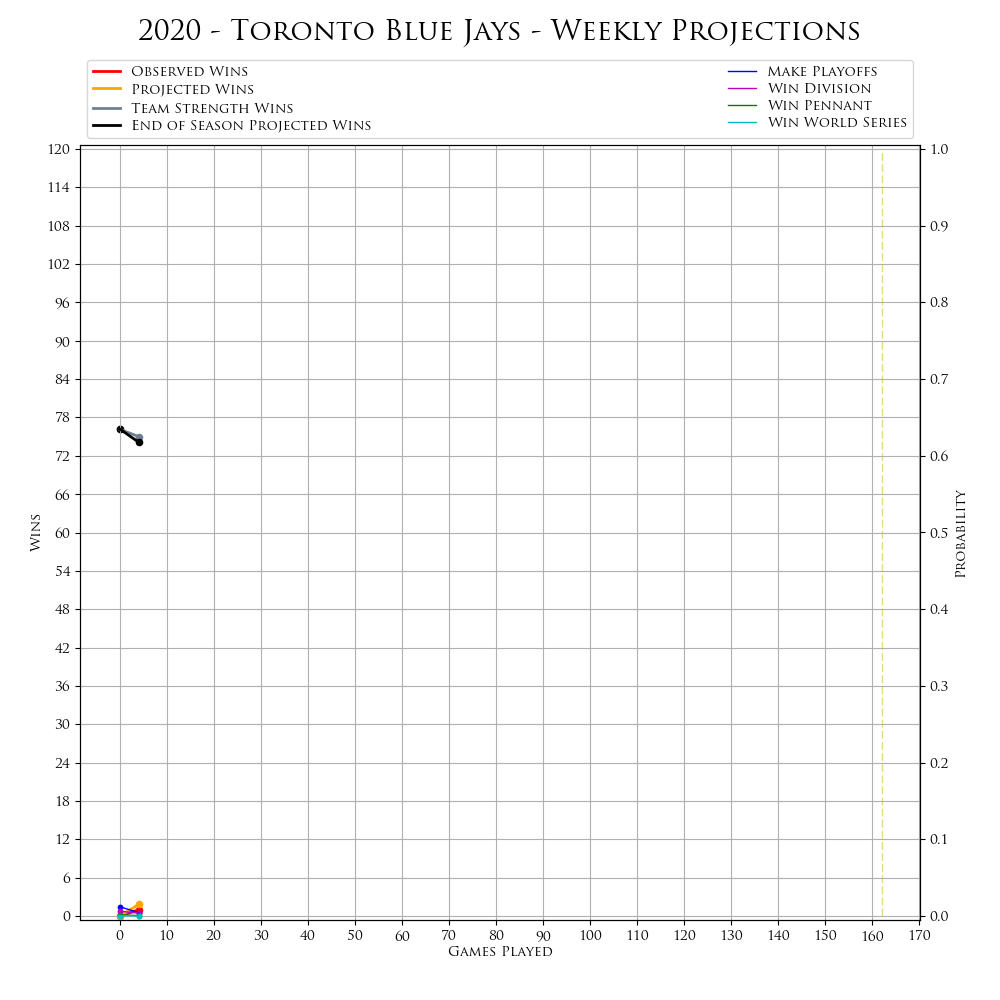 2020 - Toronto Blue Jays - Weekly Projections
Observed Wins
Projected Wins
Team Strength Wins
End of Season Projected Wins
Make Playoffs
Win Division
Win Pennant
Win World Series
120
114
108
102
96
90
84
78
72
66
60
54
48
42
36
30
24
18
12
6
0
Wins
1.0
0.9
0.8
0.7
0.6
0.5
0.4
0.3
0.2
0.1
0.0
Probability
0 10 20 30 40 50 60 70 80 90 100 110 120 130 140 150 160 170
Games Played